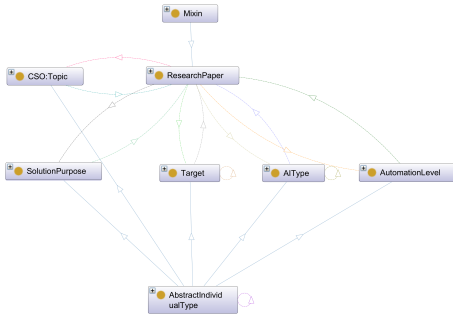 Mixin
CSO:Topic
ResearchPaper
SolutionPurpose
Target
AIType
AutomationLevel
AbstractIndivid
ualType